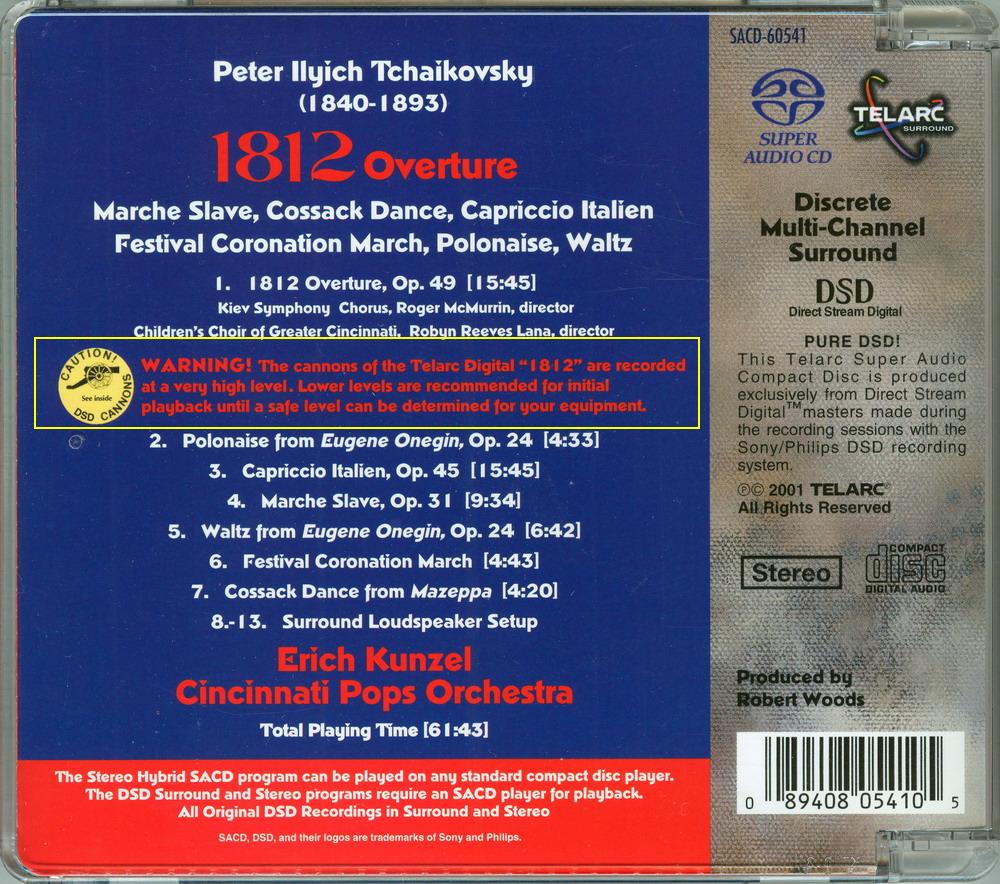 Peter Ilyich Tchaikovsky
(1840-1893)
1812 Overture
Marche Slave, Cossack Dance, Capriccio Italien
Festival Coronation March, Polonaise, Waltz
1. 1812 Overture, Op. 49 [15:45]
Kiev Symphony Chorus, Roger McMurrin, director
Children's Choir of Greater Cincinnati, Robyn Reeves Lana, director
CAUTION!
See inside
DSD CANNONS
WARNING! The cannons of the Telarc Digital "1812" are recorded
at a very high level. Lower levels are recommended for initial
playback until a safe level can be determined for your equipment.
2. Polonaise from Eugene Onegin, Op. 24 [4:33]
3. Capriccio Italien, Op. 45 [15:45]
4. Marche Slave, Op. 31 [9:34]
5. Waltz from Eugene Onegin, Op. 24 [6:42]
6. Festival Coronation March [4:43]
7. Cossack Dance from Mazeppa [4:20]
8.-13. Surround Loudspeaker Setup
Erich Kunzel
Cincinnati Pops Orchestra
Total Playing Time [61:43]
The Stereo Hybrid SACD program can be played on any standard compact disc player.
The DSD Surround and Stereo programs require an SACD player for playback.
All Original DSD Recordings in Surround and Stereo
SACD, DSD, and their logos are trademarks of Sony and Philips.
SACD-60541
SUPER
AUDIO CD
TELARC
SURROUND
Discrete
Multi-Channel
Surround
DSD
Direct Stream Digital
PURE DSD!
This Telarc Super Audio
Compact Disc is produced
exclusively from Direct Stream
Digital™masters made during
the recording sessions with the
Sony/Philips DSD recording
system.
℗© 2001 TELARC®
All Rights Reserved
Stereo
COMPACT
disc
DIGITAL AUDIO
Produced by
Robert Woods
0 89408 05410 5